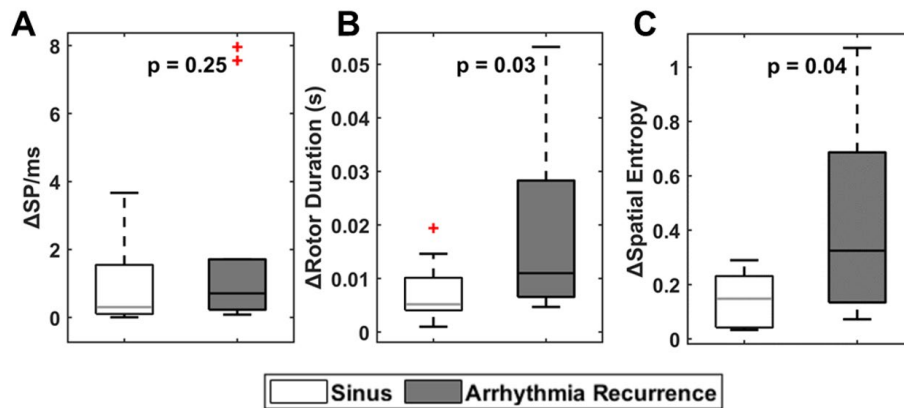 A
ΔSP/ms
8
6
4
2
0
p = 0.25
B
ΔRotor Duration (s)
0.05
0.04
0.03
0.02
0.01
0
p = 0.03
C
ΔSpatial Entropy
1
0.8
0.6
0.4
0.2
0
p = 0.04
Sinus
Arrhythmia Recurrence